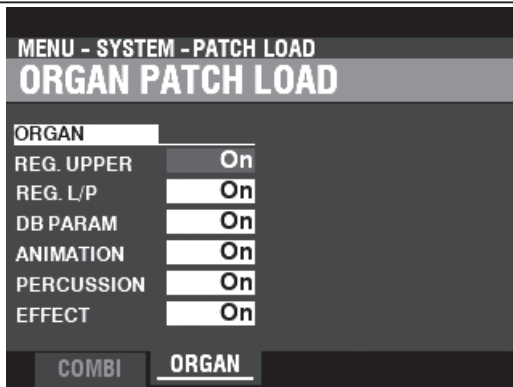 MENU - SYSTEM - PATCH LOAD
ORGAN PATCH LOAD
ORGAN
REG. UPPER On
REG. L/P On
DB PARAM On
ANIMATION On
PERCUSSION On
EFFECT On
COMBI ORGAN